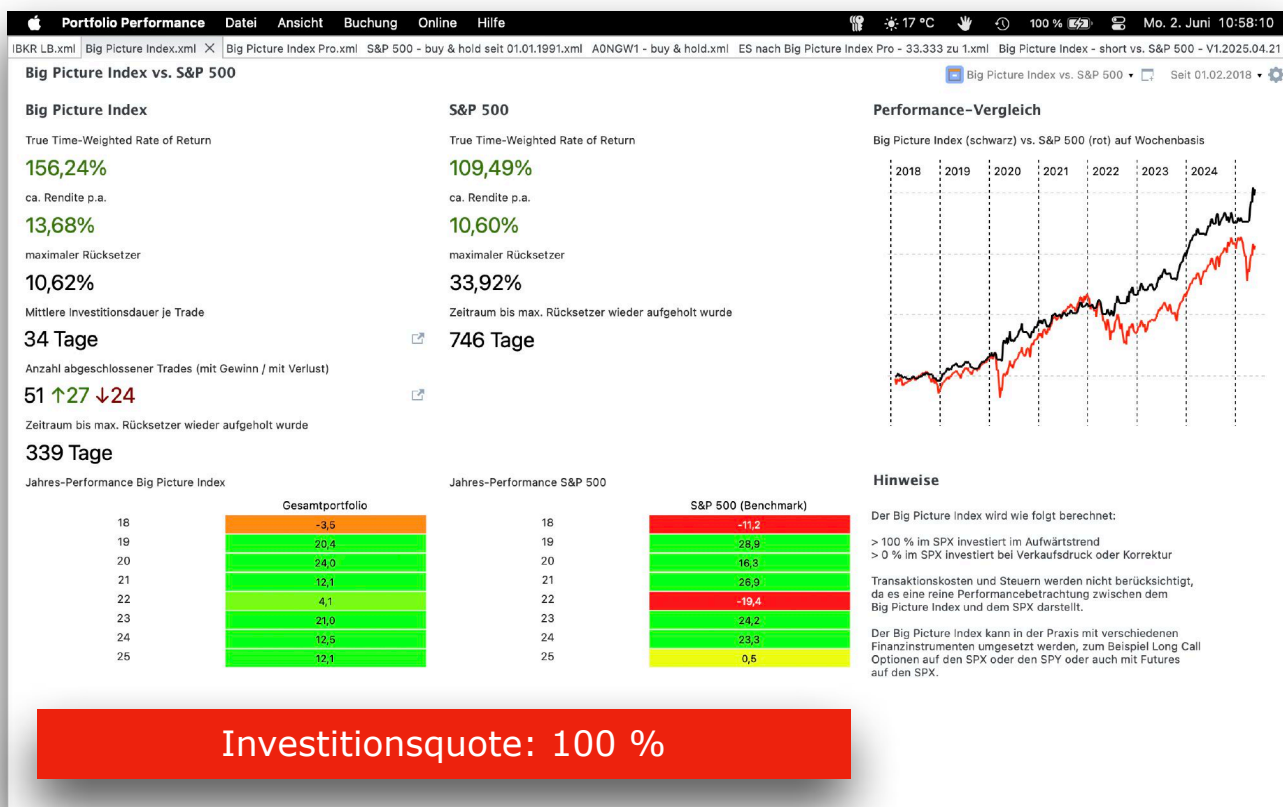 Portfolio Performance Datei Ansicht Buchung Online Hilfe 17 °C 100 % Mo. 2. Juni 10:58:10
IBKR LB.xml Big Picture Index.xml Big Picture Index Pro.xml S&P 500 - buy & hold seit 01.01.1991.xml A0NGW1 - buy & hold.xml ES nach Big Picture Index Pro - 33.333 zu 1.xml Big Picture Index - short vs. S&P 500 - V1.2025.04.21
Big Picture Index vs. S&P 500
Big Picture Index vs. S&P 500 Seit 01.02.2018
Big Picture Index
True Time-Weighted Rate of Return
156,24%
ca. Rendite p.a.
13,68%
maximaler Rücksetzer
10,62%
Mittlere Investitionsdauer je Trade
34 Tage
Anzahl abgeschlossener Trades (mit Gewinn / mit Verlust)
51 ↑27 ↓24
Zeitraum bis max. Rücksetzer wieder aufgeholt wurde
339 Tage
S&P 500
True Time-Weighted Rate of Return
109,49%
ca. Rendite p.a.
10,60%
maximaler Rücksetzer
33,92%
Zeitraum bis max. Rücksetzer wieder aufgeholt wurde
746 Tage
Performance-Vergleich
Big Picture Index (schwarz) vs. S&P 500 (rot) auf Wochenbasis
2018 2019 2020 2021 2022 2023 2024
Jahres-Performance Big Picture Index
Gesamtportfolio
18 -3,5
19 20,4
20 24,0
21 12,1
22 4,1
23 21,0
24 12,5
25 12,1
Jahres-Performance S&P 500
S&P 500 (Benchmark)
18 -11,2
19 28,9
20 16,3
21 26,9
22 -19,4
23 24,2
24 23,3
25 0,5
Hinweise
Der Big Picture Index wird wie folgt berechnet:
> 100 % im SPX investiert im Aufwärtstrend
> 0 % im SPX investiert bei Verkaufsdruck oder Korrektur
Transaktionskosten und Steuern werden nicht berücksichtigt,
da es eine reine Performancebetrachtung zwischen dem
Big Picture Index und dem SPX darstellt.
Der Big Picture Index kann in der Praxis mit verschiedenen
Finanzinstrumenten umgesetzt werden, zum Beispiel Long Call
Optionen auf den SPX oder den SPY oder auch mit Futures
auf den SPX.
Investitionsquote: 100 %